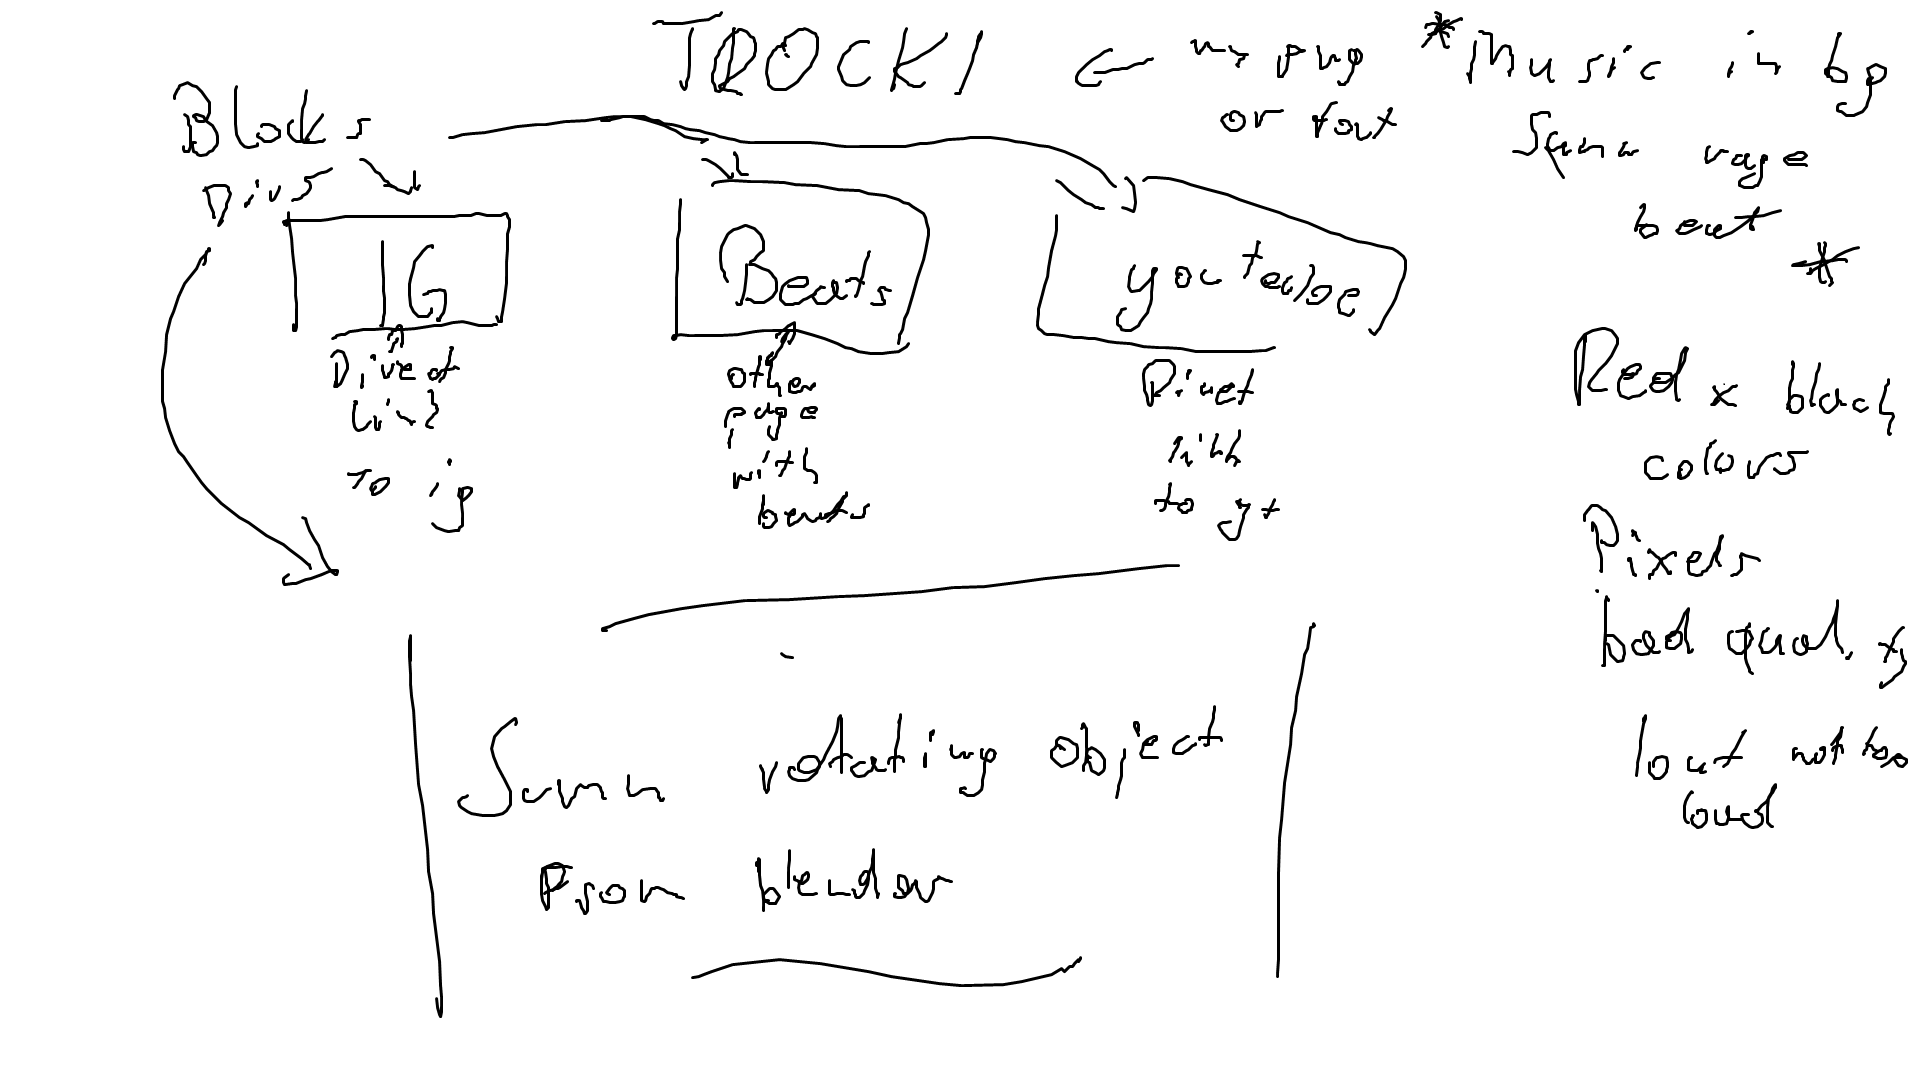 TROCKI
my png
or font
*Music in bg
Sum rage
beat *
Blocks
Divs
IG
Beats
youtube
Direct
link
to ig
other
page
with
beats
Direct
link
to yt
Red x black
colors
Pixels
bad qual.
lout not too
loud
Sum rotating object
From blender